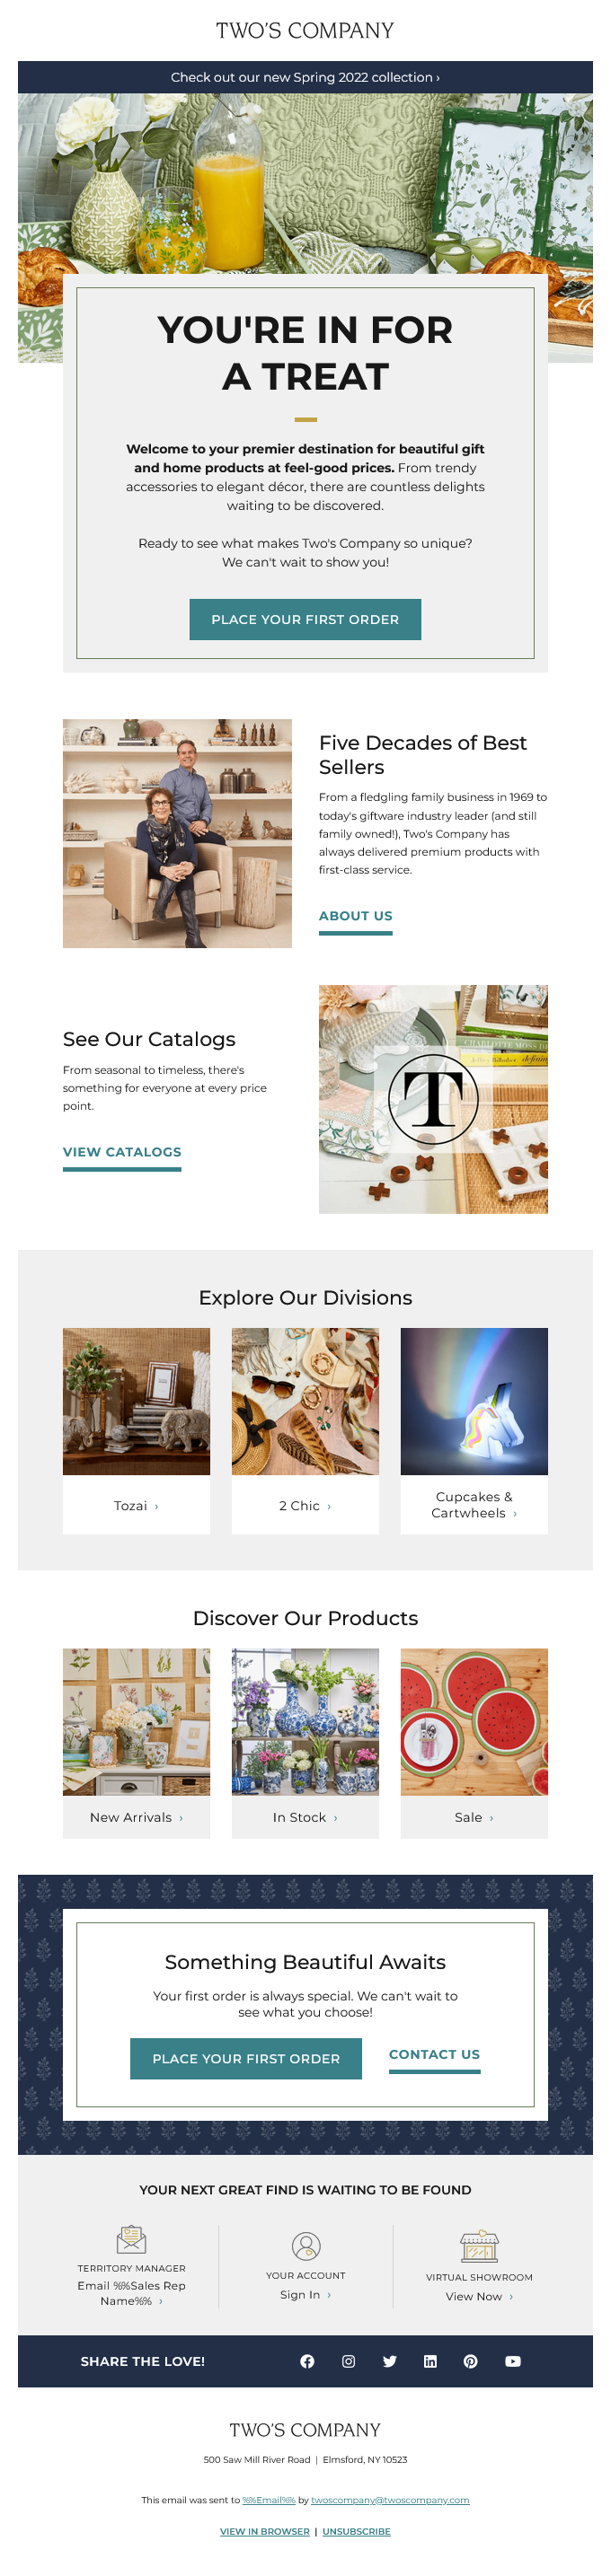 TWO'S COMPANY
Check out our new Spring 2022 collection ›
YOU'RE IN FOR
A TREAT
Welcome to your premier destination for beautiful gift
and home products at feel-good prices. From trendy
accessories to elegant décor, there are countless delights
waiting to be discovered.
Ready to see what makes Two's Company so unique?
We can't wait to show you!
PLACE YOUR FIRST ORDER
Five Decades of Best
Sellers
From a fledgling family business in 1969 to
today's giftware industry leader (and still
family owned!), Two's Company has
always delivered premium products with
first-class service.
ABOUT US
See Our Catalogs
From seasonal to timeless, there's
something for everyone at every price
point.
VIEW CATALOGS
CHARLOTTE MOSS
T
Explore Our Divisions
Tozai ›
2 Chic ›
Cupcakes &
Cartwheels ›
Discover Our Products
New Arrivals ›
In Stock ›
Sale ›
Something Beautiful Awaits
Your first order is always special. We can't wait to
see what you choose!
PLACE YOUR FIRST ORDER
CONTACT US
YOUR NEXT GREAT FIND IS WAITING TO BE FOUND
TERRITORY MANAGER
Email %%Sales Rep
Name%% ›
YOUR ACCOUNT
Sign In ›
VIRTUAL SHOWROOM
View Now ›
SHARE THE LOVE!
TWO'S COMPANY
500 Saw Mill River Road | Elmsford, NY 10523
This email was sent to %%Email%% by twoscompany@twoscompany.com
VIEW IN BROWSER | UNSUBSCRIBE